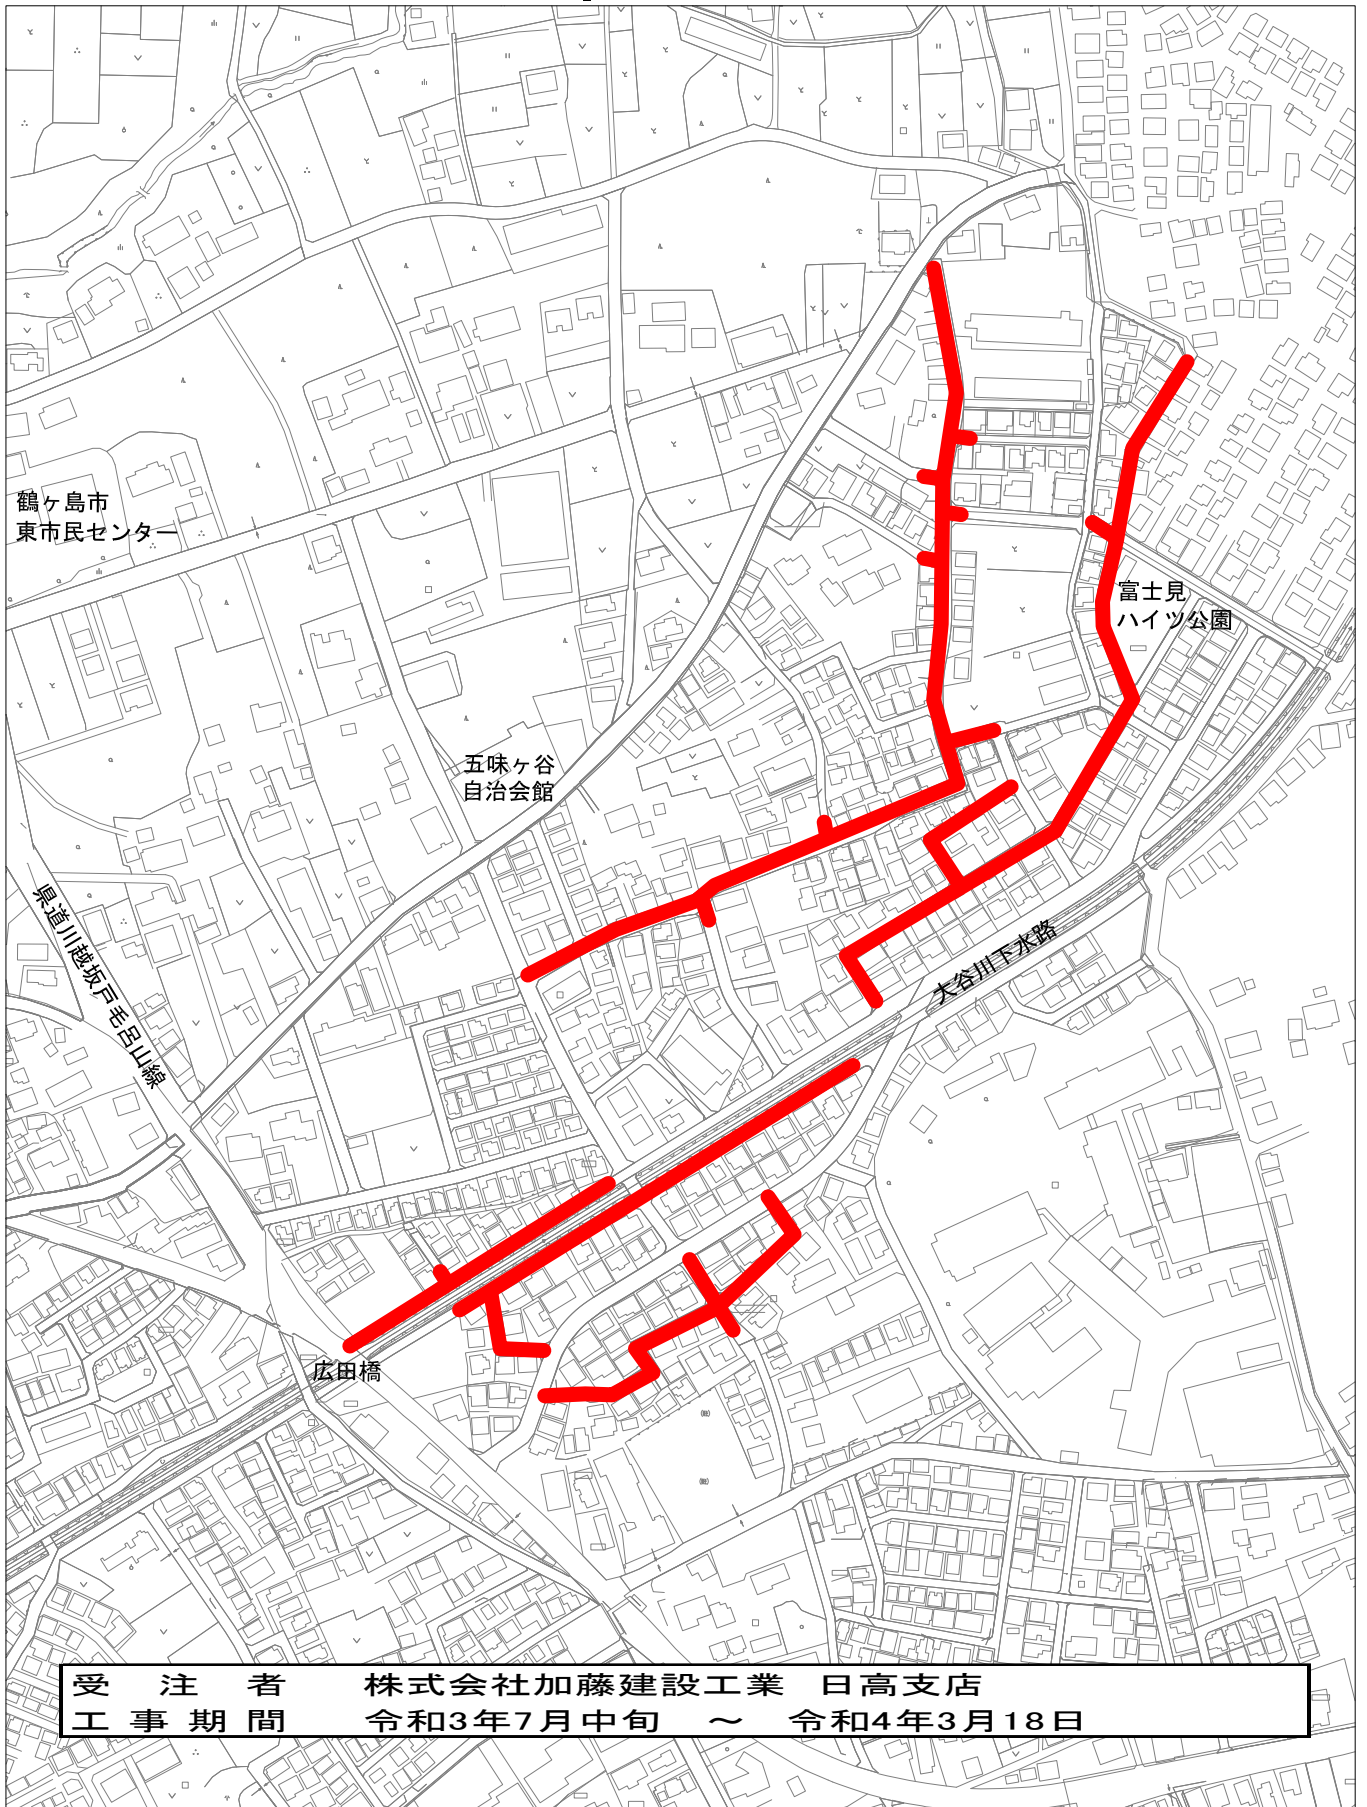 鶴ヶ島市
東市民センター
富士見
ハイツ公園
五味ヶ谷
自治会館
県道川越坂戸毛呂山線
大谷川下水路
広田橋
受注者 株式会社加藤建設工業 日高支店
工事期間 令和3年7月中旬 ～ 令和4年3月18日